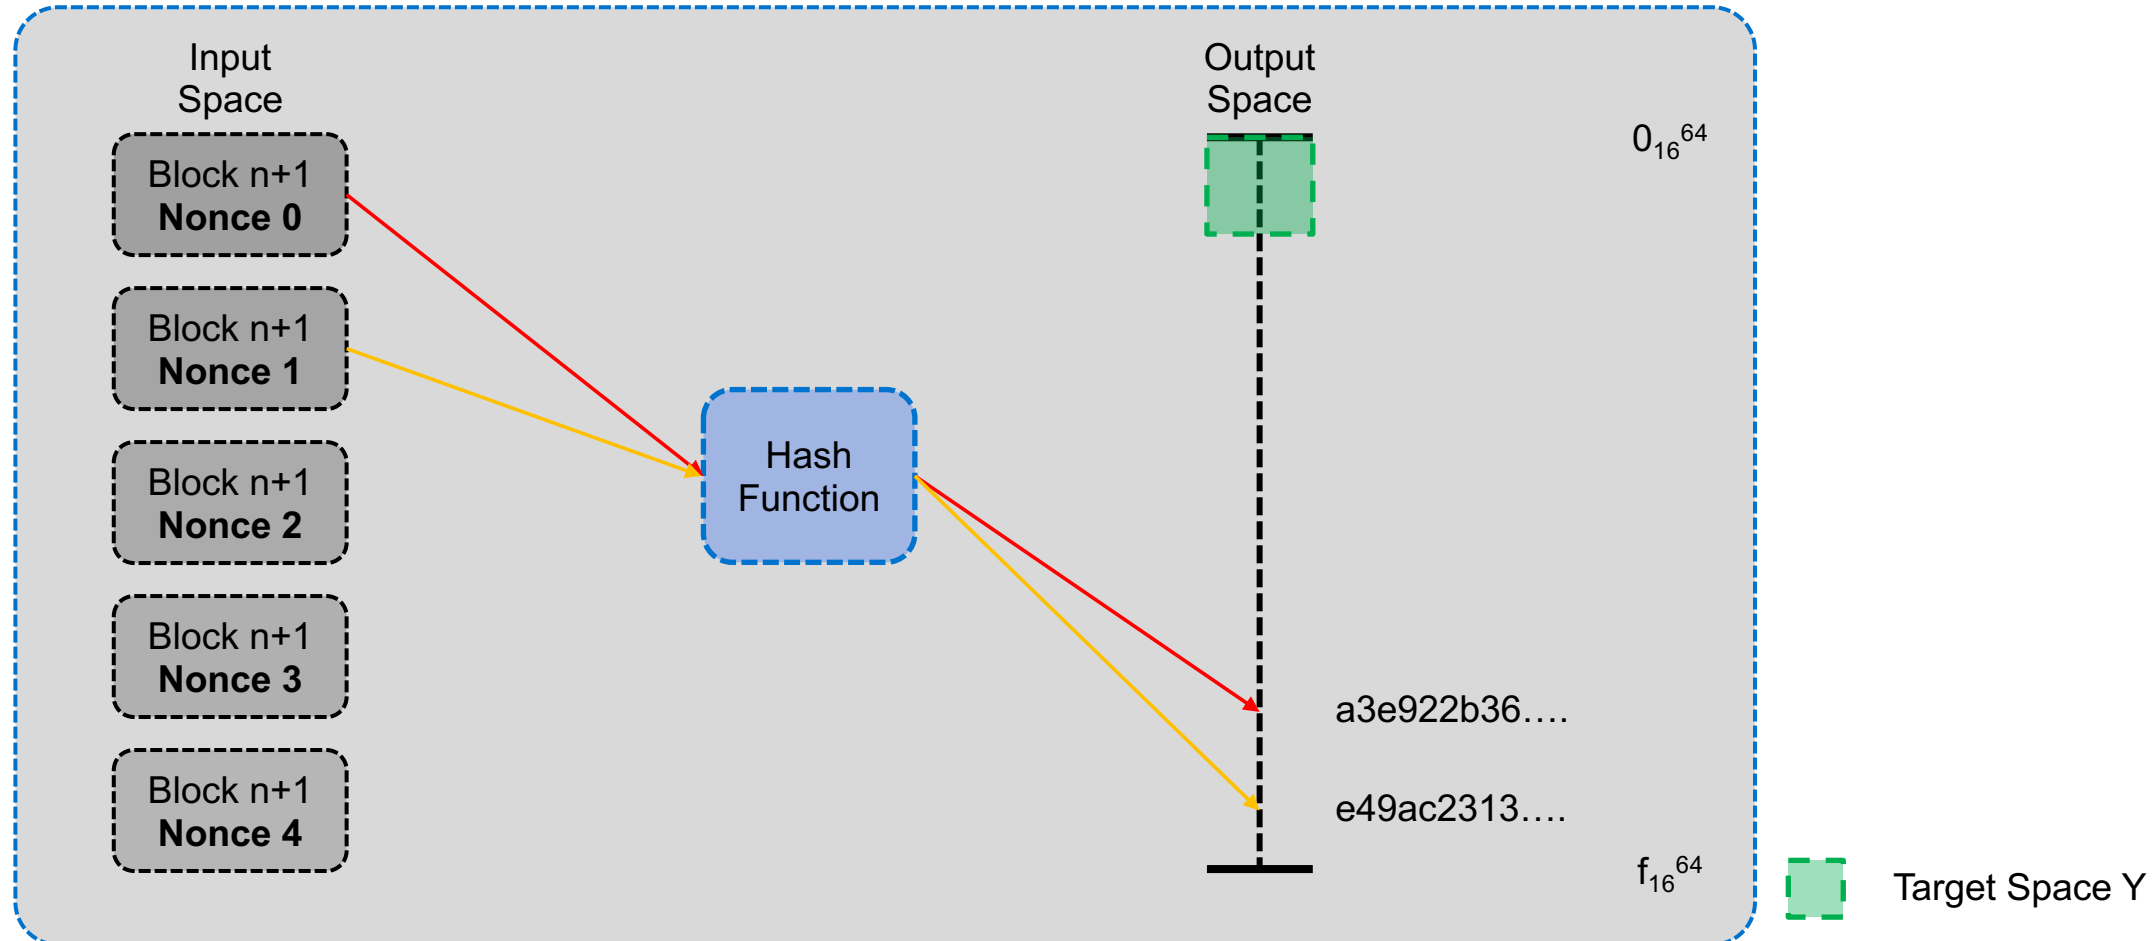 Input
Space
Block n+1
Nonce 0
Block n+1
Nonce 1
Block n+1
Nonce 2
Block n+1
Nonce 3
Block n+1
Nonce 4
Hash
Function
Output
Space
0₁₆⁶⁴
a3e922b36....
e49ac2313....
f₁₆⁶⁴
Target Space Y